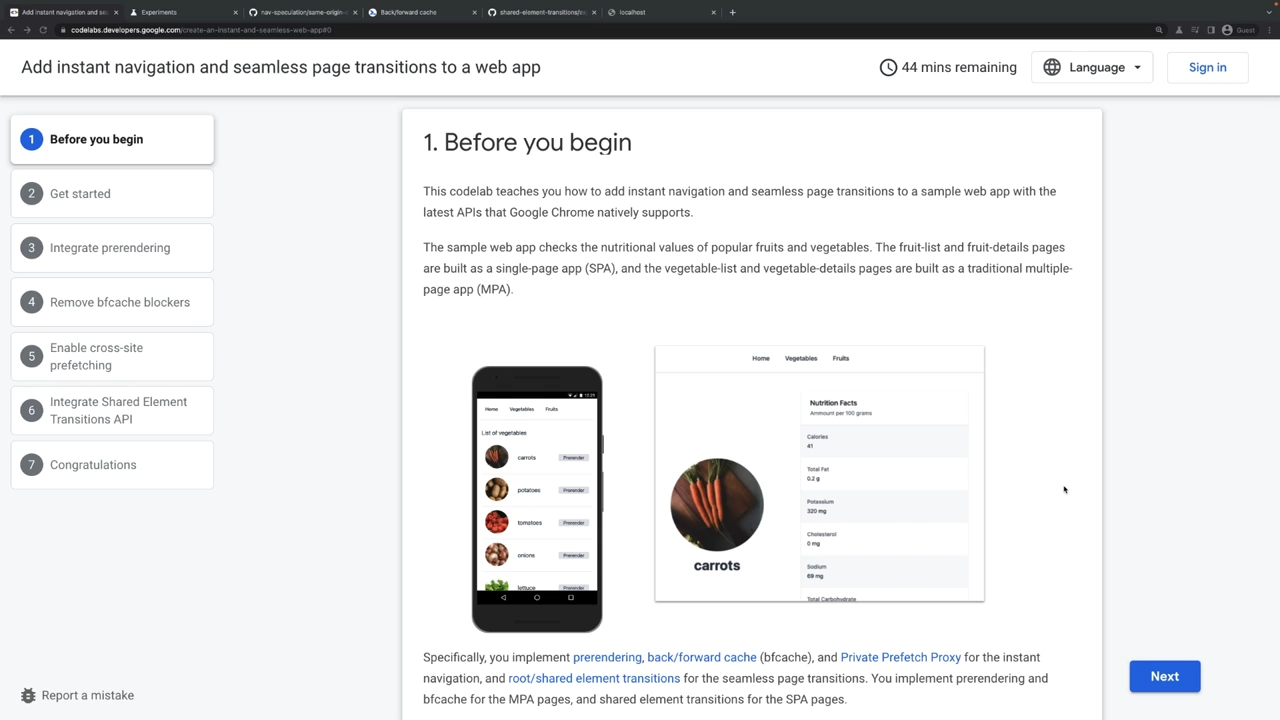 Add instant navigation and se
Experiments
nav-speculation/same-origin-
Back/forward cache
shared-element-transitions/
localhost
codelabs.developers.google.com/create-an-instant-and-seamless-web-app#0
Guest
Add instant navigation and seamless page transitions to a web app
44 mins remaining
Language
Sign in
1 Before you begin
2 Get started
3 Integrate prerendering
4 Remove bfcache blockers
5 Enable cross-site
prefetching
6 Integrate Shared Element
Transitions API
7 Congratulations
Report a mistake
1. Before you begin
This codelab teaches you how to add instant navigation and seamless page transitions to a sample web app with the
latest APIs that Google Chrome natively supports.
The sample web app checks the nutritional values of popular fruits and vegetables. The fruit-list and fruit-details pages
are built as a single-page app (SPA), and the vegetable-list and vegetable-details pages are built as a traditional multiple-
page app (MPA).
Home Vegetables Fruits
List of vegetables
carrots Prerender
potatoes Prerender
tomatoes Prerender
onions Prerender
lettuce Prerender
Home Vegetables Fruits
carrots
Nutrition Facts
Ammount per 100 grams
Calories
41
Total Fat
0.2 g
Potassium
320 mg
Cholesterol
0 mg
Sodium
69 mg
Total Carbohydrate
Specifically, you implement prerendering, back/forward cache (bfcache), and Private Prefetch Proxy for the instant
navigation, and root/shared element transitions for the seamless page transitions. You implement prerendering and
bfcache for the MPA pages, and shared element transitions for the SPA pages.
Next